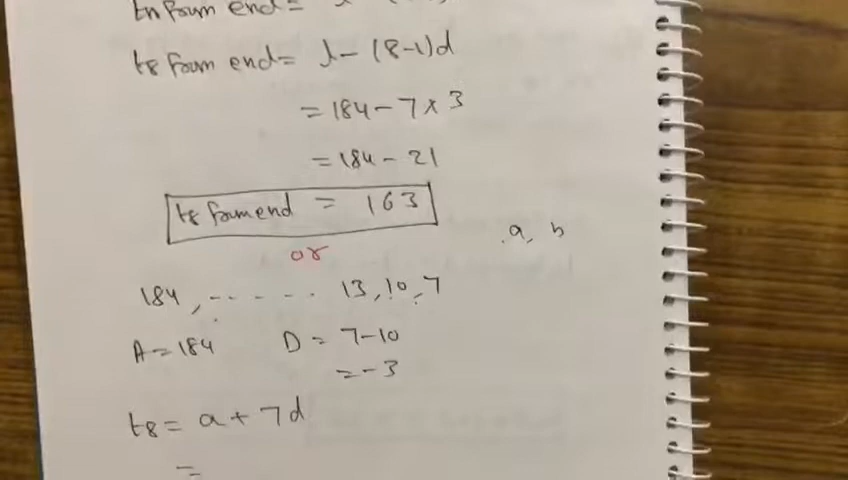 tn from end =
t8 from end = l - (8-1)d
= 184 - 7 x 3
= 184 - 21
t8 from end = 163
a, b
or
184, ..... 13, 10, 7
A = 184 D = 7-10
= -3
t8 = a + 7d
=